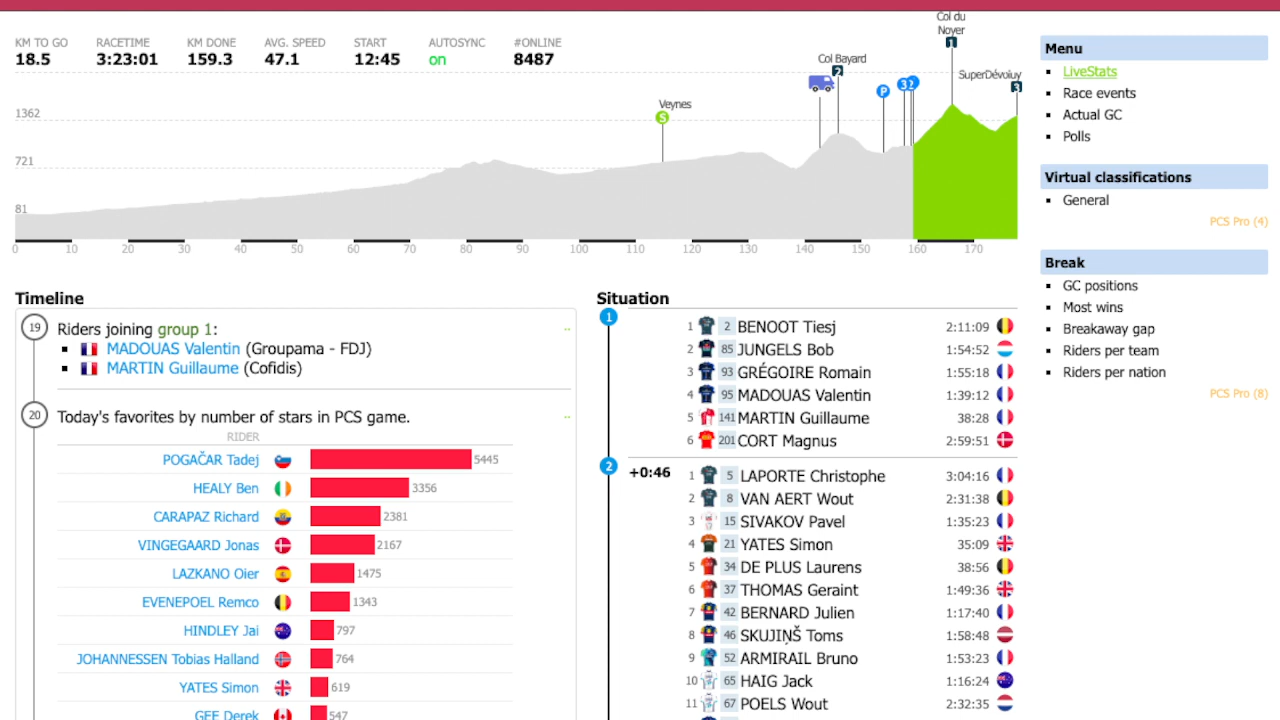 KM TO GO RACETIME KM DONE AVG. SPEED START AUTOSYNC #ONLINE
18.5 3:23:01 159.3 47.1 12:45 on 8487
Col du
Noyer
1
Col Bayard
2
SuperDévoluy
3
Veynes
S
P
3 2
1362
721
81
0 10 20 30 40 50 60 70 80 90 100 110 120 130 140 150 160 170
Menu
LiveStats
Race events
Actual GC
Polls
Virtual classifications
General
PCS Pro (4)
Break
GC positions
Most wins
Breakaway gap
Riders per team
Riders per nation
PCS Pro (8)
Timeline
19 Riders joining group 1:
MADOUAS Valentin (Groupama - FDJ)
MARTIN Guillaume (Cofidis)
20 Today's favorites by number of stars in PCS game.
RIDER
POGAČAR Tadej 5445
HEALY Ben 3356
CARAPAZ Richard 2381
VINGEGAARD Jonas 2167
LAZKANO Oier 1475
EVENEPOEL Remco 1343
HINDLEY Jai 797
JOHANNESSEN Tobias Halland 764
YATES Simon 619
GEE Derek 547
Situation
1
1 2 BENOOT Tiesj 2:11:09
2 85 JUNGELS Bob 1:54:52
3 93 GRÉGOIRE Romain 1:55:18
4 95 MADOUAS Valentin 1:39:12
5 141 MARTIN Guillaume 38:28
6 201 CORT Magnus 2:59:51
2 +0:46
1 5 LAPORTE Christophe 3:04:16
2 8 VAN AERT Wout 2:31:38
3 15 SIVAKOV Pavel 1:35:23
4 21 YATES Simon 35:09
5 34 DE PLUS Laurens 38:56
6 37 THOMAS Geraint 1:49:36
7 42 BERNARD Julien 1:17:40
8 46 SKUJIŅŠ Toms 1:58:48
9 52 ARMIRAIL Bruno 1:53:23
10 65 HAIG Jack 1:16:24
11 67 POELS Wout 2:32:35